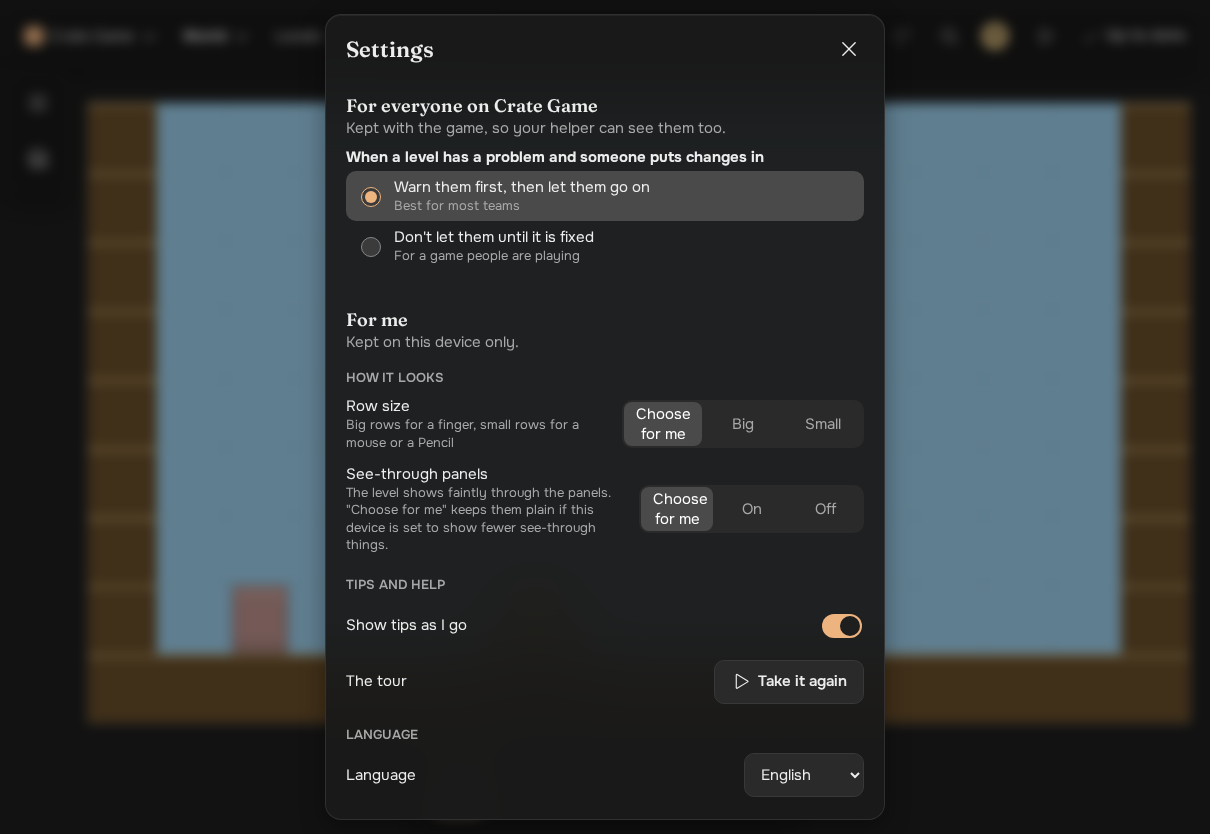 Settings
For everyone on Crate Game
Kept with the game, so your helper can see them too.
When a level has a problem and someone puts changes in
Warn them first, then let them go on
Best for most teams
Don't let them until it is fixed
For a game people are playing
For me
Kept on this device only.
HOW IT LOOKS
Row size
Big rows for a finger, small rows for a
mouse or a Pencil
Choose
for me
Big
Small
See-through panels
The level shows faintly through the panels.
"Choose for me" keeps them plain if this
device is set to show fewer see-through
things.
Choose
for me
On
Off
TIPS AND HELP
Show tips as I go
The tour
Take it again
LANGUAGE
Language
English